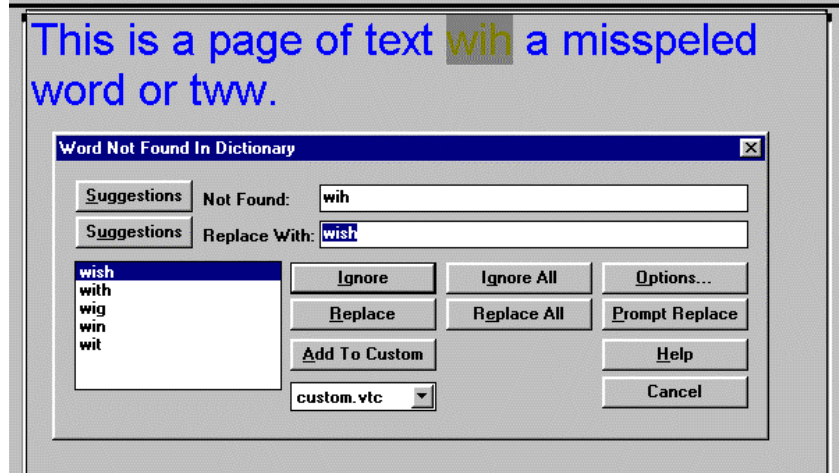 This is a page of text wih a misspeled
word or tww.
Word Not Found In Dictionary
Suggestions Not Found: wih
Suggestions Replace With: wish
wish
with
wig
win
wit
Ignore Ignore All Options...
Replace Replace All Prompt Replace
Add To Custom Help
custom.vtc Cancel